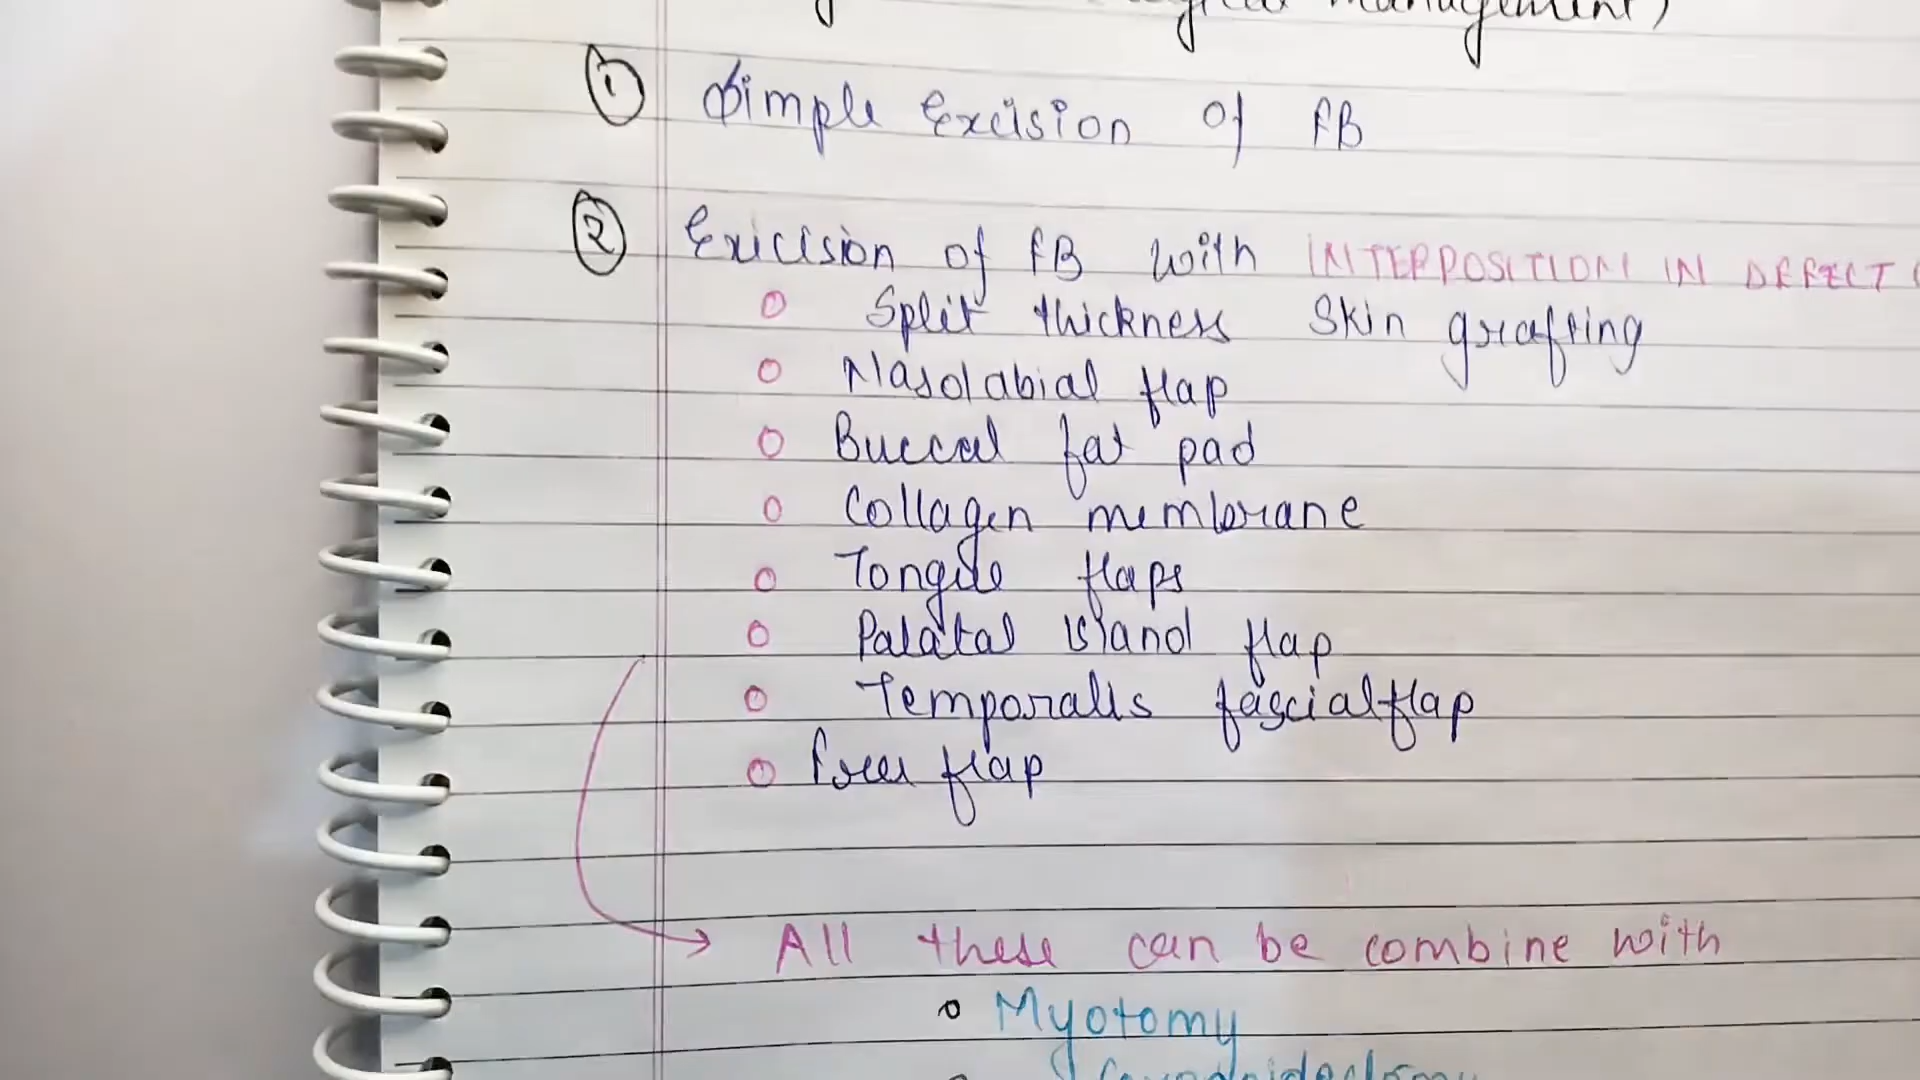 management)
① Simple Excision of FB
② Exicision of FB with INTERPOSITION IN DEFECT
o Split thickness Skin grafting
o Nasolabial flap
o Buccal fat pad
o Collagen membrane
o Tongue flaps
o Palatal island flap
o Temporalis fascial flap
o free flap
→ All these can be combine with
o Myotomy